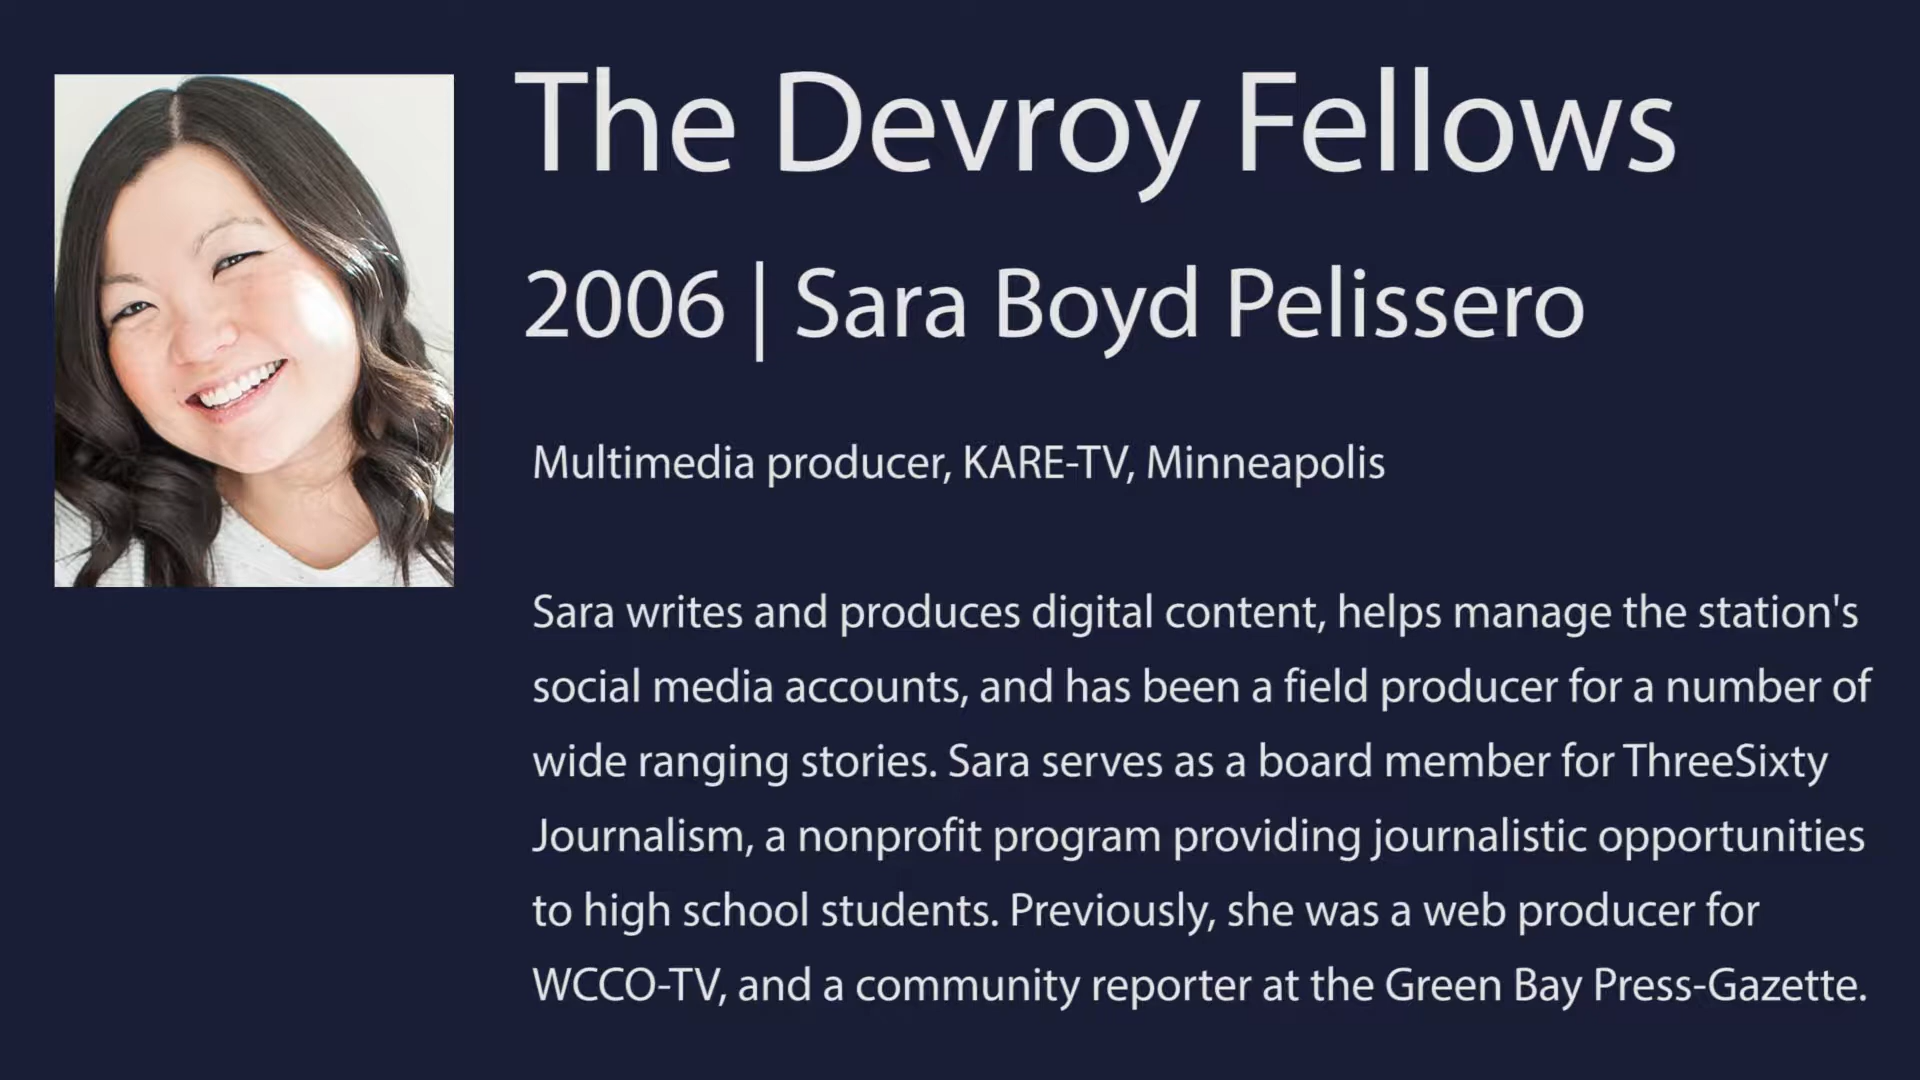 The Devroy Fellows
2006 | Sara Boyd Pelissero
Multimedia producer, KARE-TV, Minneapolis
Sara writes and produces digital content, helps manage the station's
social media accounts, and has been a field producer for a number of
wide ranging stories. Sara serves as a board member for ThreeSixty
Journalism, a nonprofit program providing journalistic opportunities
to high school students. Previously, she was a web producer for
WCCO-TV, and a community reporter at the Green Bay Press-Gazette.